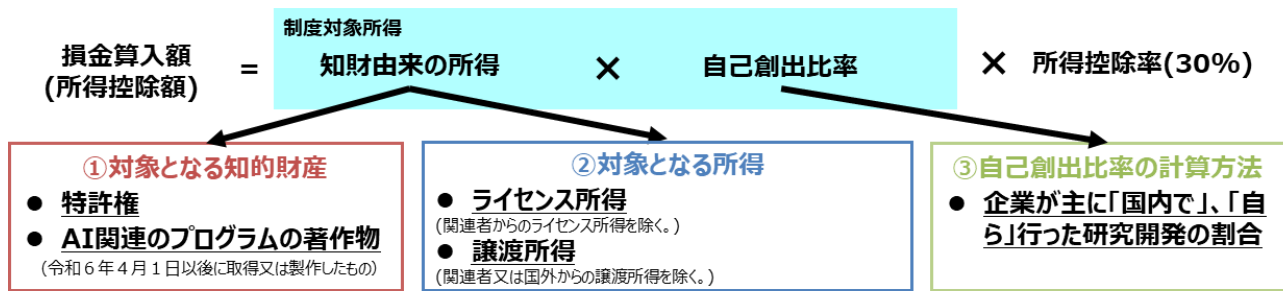 制度対象所得
損金算入額
(所得控除額)
=
知財由来の所得
×
自己創出比率
×
所得控除率(30%)
①対象となる知的財産
● 特許権
● AI関連のプログラムの著作物
(令和6年4月1日以後に取得又は製作したもの)
②対象となる所得
● ライセンス所得
(関連者からのライセンス所得を除く。)
● 譲渡所得
(関連者又は国外からの譲渡所得を除く。)
③自己創出比率の計算方法
● 企業が主に「国内で」、「自
ら」行った研究開発の割合